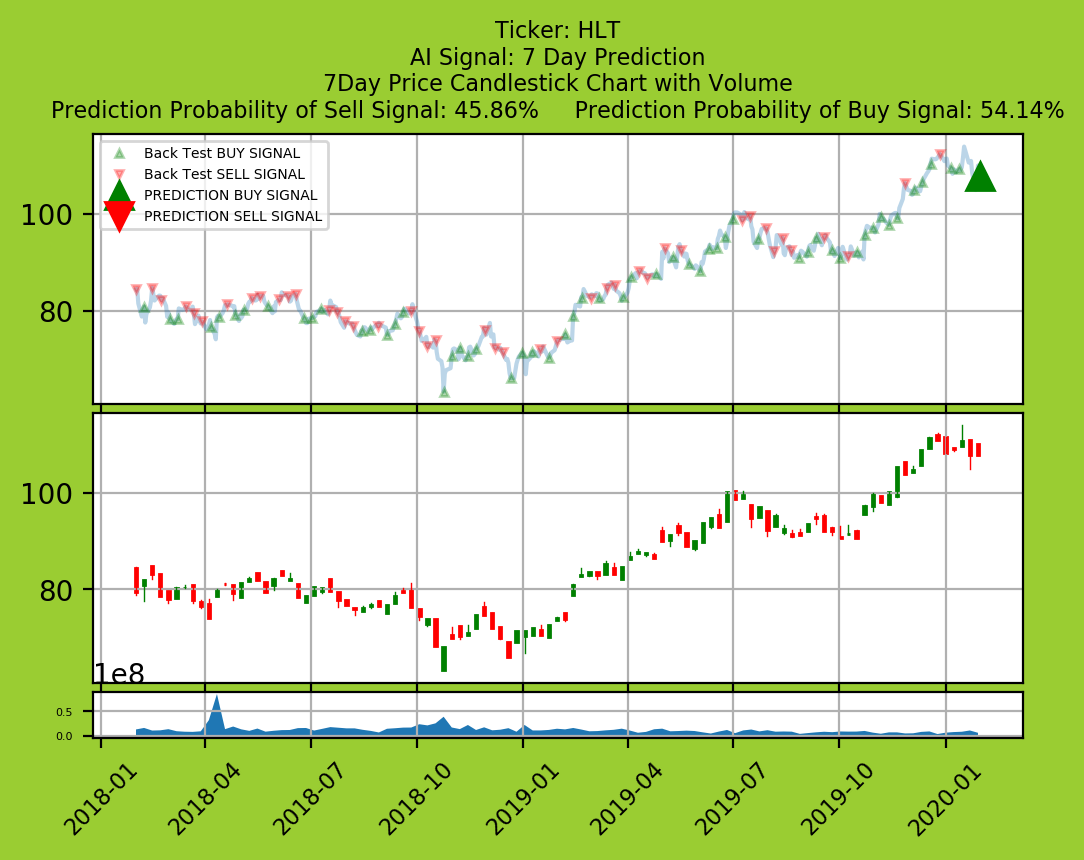 Ticker: HLT
AI Signal: 7 Day Prediction
7Day Price Candlestick Chart with Volume
Prediction Probability of Sell Signal: 45.86% Prediction Probability of Buy Signal: 54.14%
Back Test BUY SIGNAL
Back Test SELL SIGNAL
PREDICTION BUY SIGNAL
PREDICTION SELL SIGNAL
100
80
100
80
1e8
0.5
0.0
2018-01
2018-04
2018-07
2018-10
2019-01
2019-04
2019-07
2019-10
2020-01